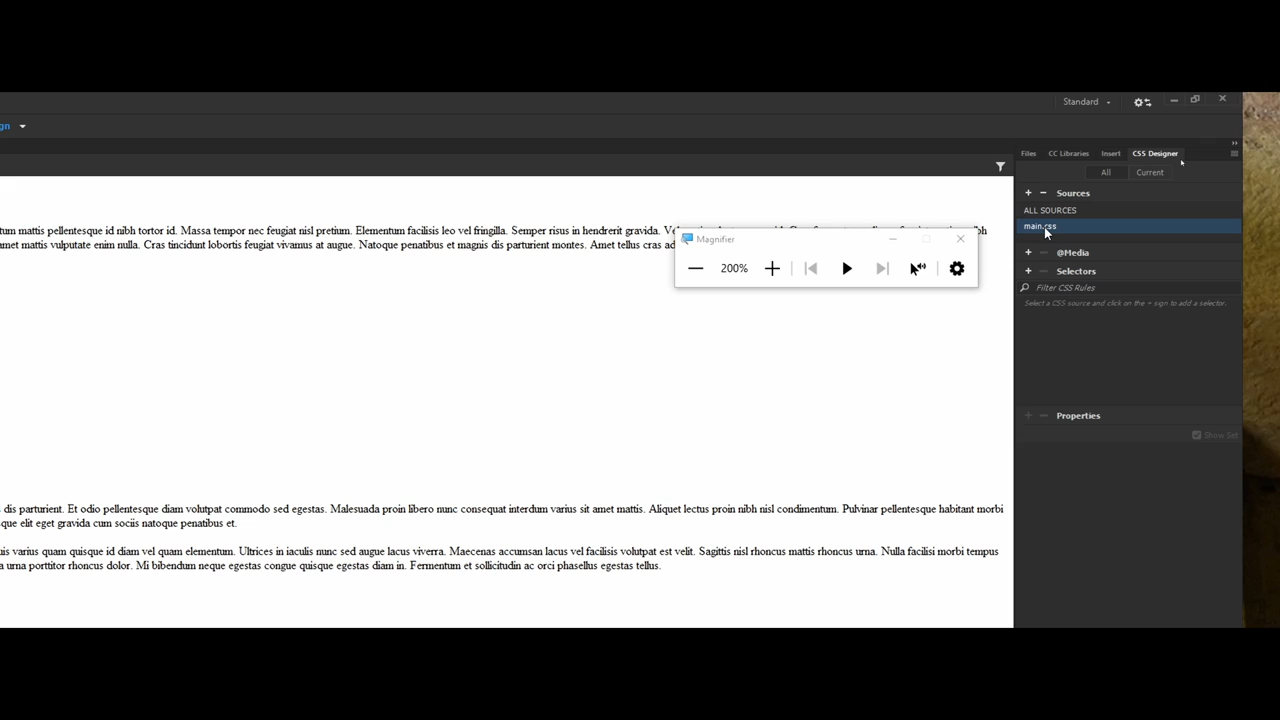 Standard
gn
Files CC Libraries Insert CSS Designer
All Current
+ − Sources
ALL SOURCES
main.css
+ − @Media
+ − Selectors
Filter CSS Rules
Select a CSS source and click on the + sign to add a selector.
+ − Properties
Show Set
tum mattis pellentesque id nibh tortor id. Massa tempor nec feugiat nisl pretium. Elementum facilisis leo vel fringilla. Semper risus in hendrerit gravida.
amet mattis vulputate enim nulla. Cras tincidunt lobortis feugiat vivamus at augue. Natoque penatibus et magnis dis parturient montes. Amet tellus cras ad
Magnifier
200%
dis parturient. Et odio pellentesque diam volutpat commodo sed egestas. Malesuada proin libero nunc consequat interdum varius sit amet mattis. Aliquet lectus proin nibh nisl condimentum. Pulvinar pellentesque habitant morbi
que elit eget gravida cum sociis natoque penatibus et.
uis varius quam quisque id diam vel quam elementum. Ultrices in iaculis nunc sed augue lacus viverra. Maecenas accumsan lacus vel facilisis volutpat est velit. Sagittis nisl rhoncus mattis rhoncus urna. Nulla facilisi morbi tempus
a urna porttitor rhoncus dolor. Mi bibendum neque egestas congue quisque egestas diam in. Fermentum et sollicitudin ac orci phasellus egestas tellus.